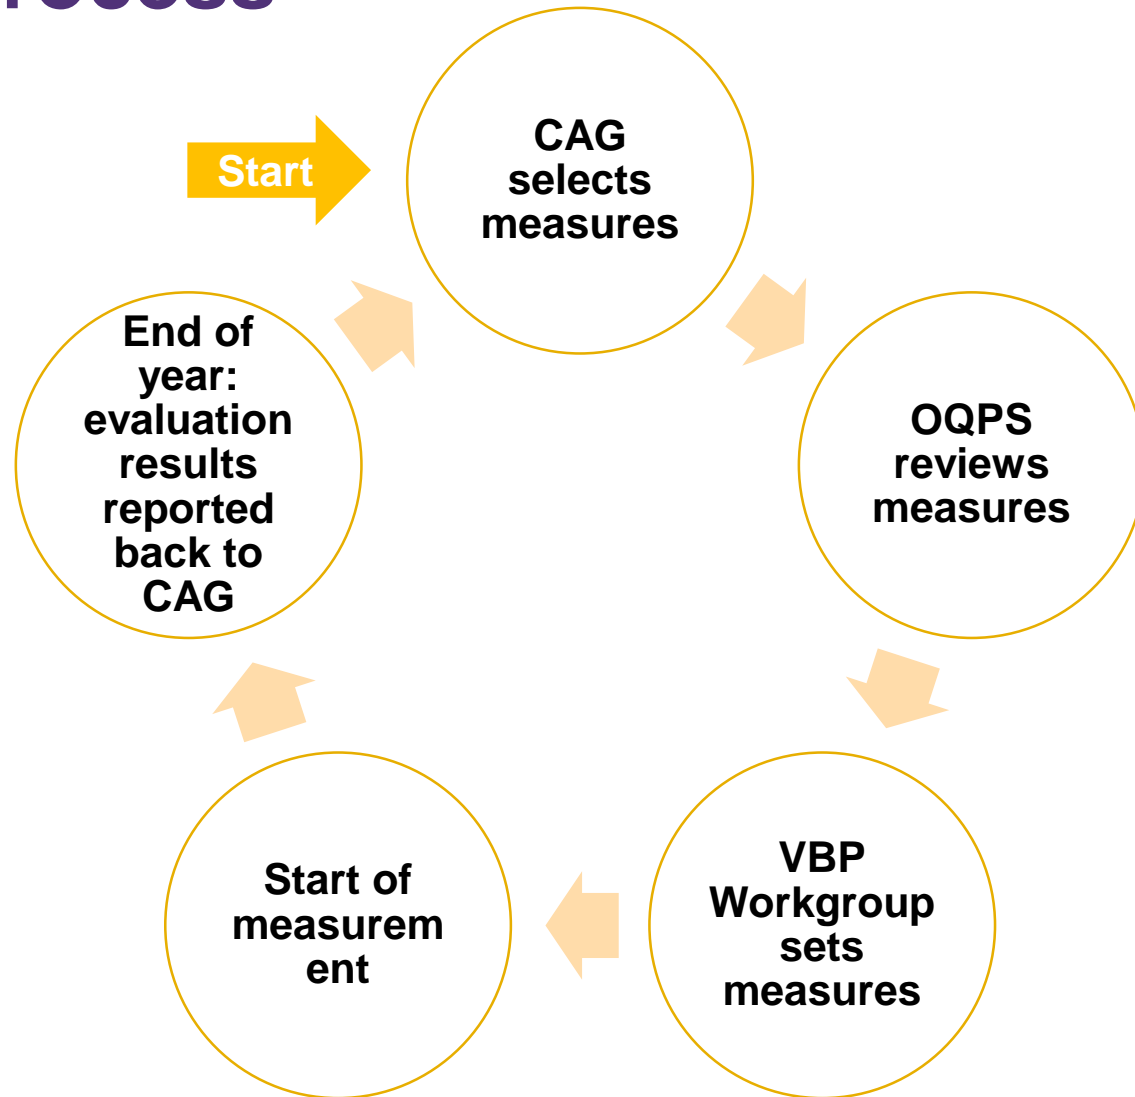 Start
CAG
selects
measures
OQPS
reviews
measures
VBP
Workgroup
sets
measures
Start of
measurem
ent
End of
year:
evaluation
results
reported
back to
CAG